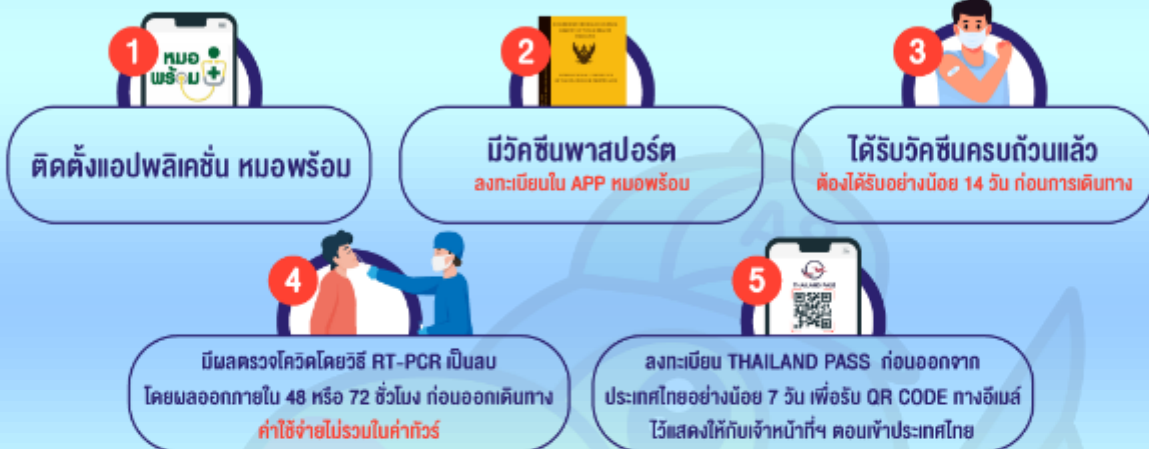 1
หมอ
พร้อม
ติดตั้งแอปพลิเคชั่น หมอพร้อม
2
มีวัคซีนพาสปอร์ต
ลงทะเบียนใน APP หมอพร้อม
3
ได้รับวัคซีนครบถ้วนแล้ว
ต้องได้รับอย่างน้อย 14 วัน ก่อนการเดินทาง
4
มีผลตรวจโควิดโดยวิธี RT-PCR เป็นลบ
โดยผลออกภายใน 48 หรือ 72 ชั่วโมง ก่อนออกเดินทาง
ค่าใช้จ่ายไม่รวมในค่าทัวร์
5
THAILAND PASS
ลงทะเบียน THAILAND PASS ก่อนออกจาก
ประเทศไทยอย่างน้อย 7 วัน เพื่อรับ QR CODE ทางอีเมล์
ไว้แสดงให้กับเจ้าหน้าที่ฯ ตอนเข้าประเทศไทย